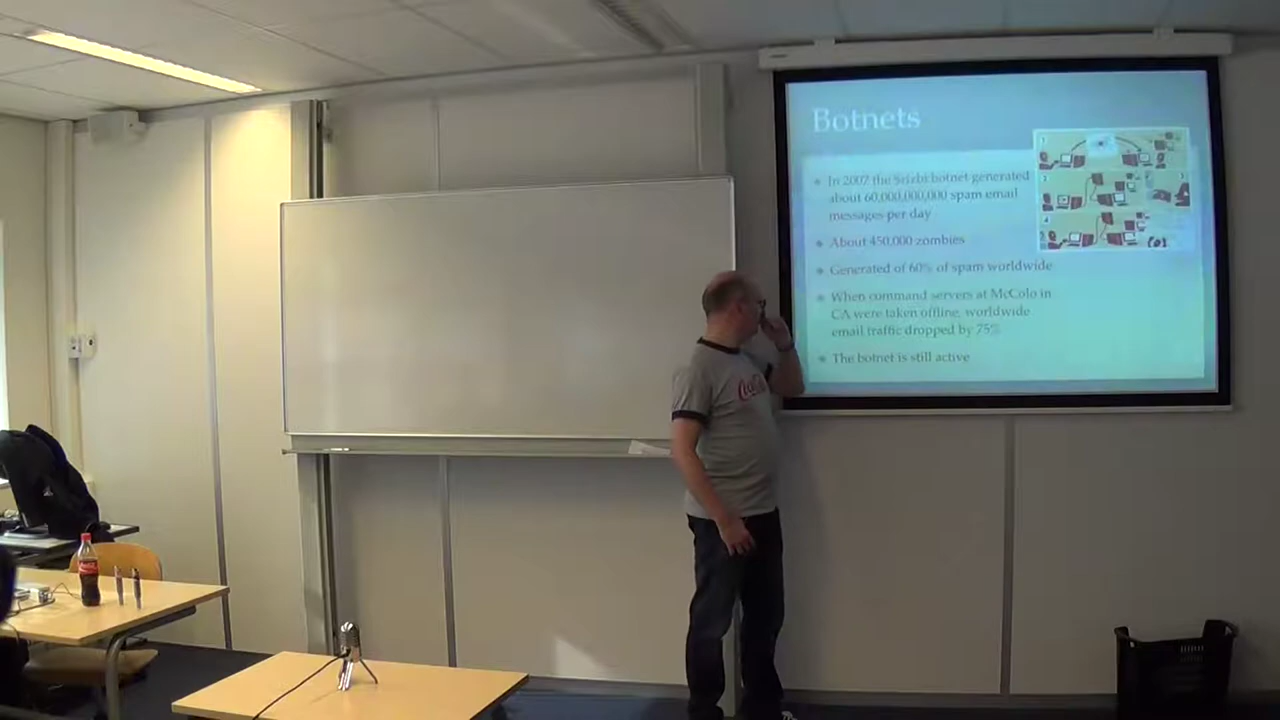 Botnets
In 2007 the Srizbi botnet generated
about 60,000,000,000 spam email
messages per day
About 450,000 zombies
Generated of 60% of spam worldwide
When command servers at McColo in
CA were taken offline, worldwide
email traffic dropped by 75%
The botnet is still active